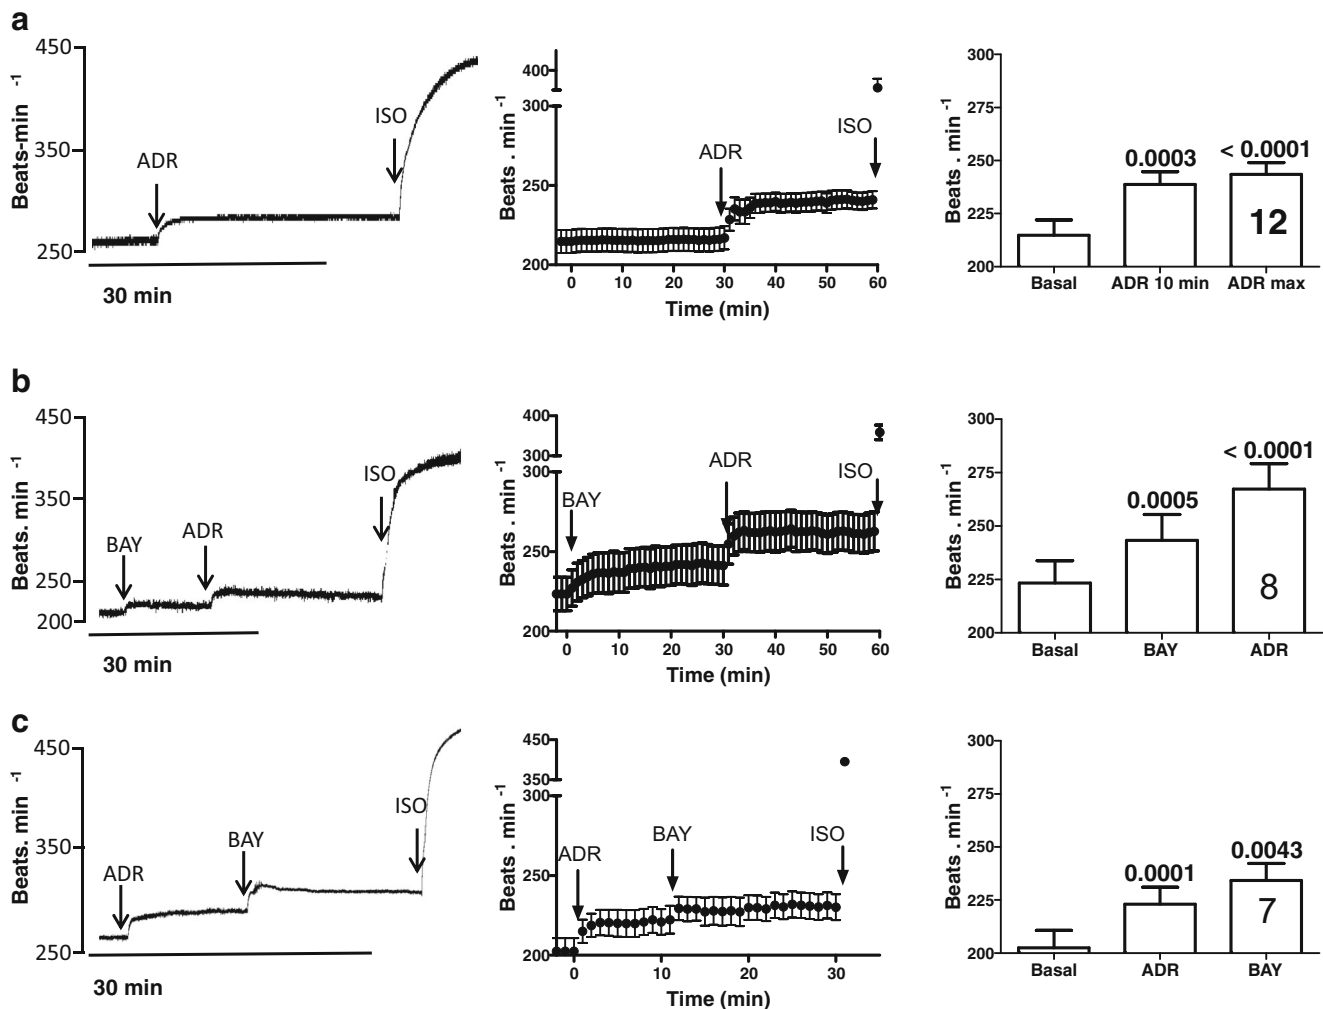 a
450
350
250
Beats-min ⁻¹
ADR
ISO
30 min
400
300
250
200
Beats . min ⁻¹
ADR
ISO
0 10 20 30 40 50 60
Time (min)
300
275
250
225
200
Beats . min ⁻¹
0.0003
< 0.0001
12
Basal ADR 10 min ADR max
b
450
350
250
200
Beats. min ⁻¹
BAY
ADR
ISO
30 min
400
300
300
250
200
Beats . min ⁻¹
BAY
ADR
ISO
0 10 20 30 40 50 60
Time (min)
300
275
250
225
200
Beats . min ⁻¹
0.0005
< 0.0001
8
Basal BAY ADR
c
450
350
250
Beats. min ⁻¹
ADR
BAY
ISO
30 min
450
350
300
250
200
Beats . min ⁻¹
ADR
BAY
ISO
0 10 20 30
Time (min)
300
275
250
225
200
Beats . min ⁻¹
0.0001
0.0043
7
Basal ADR BAY